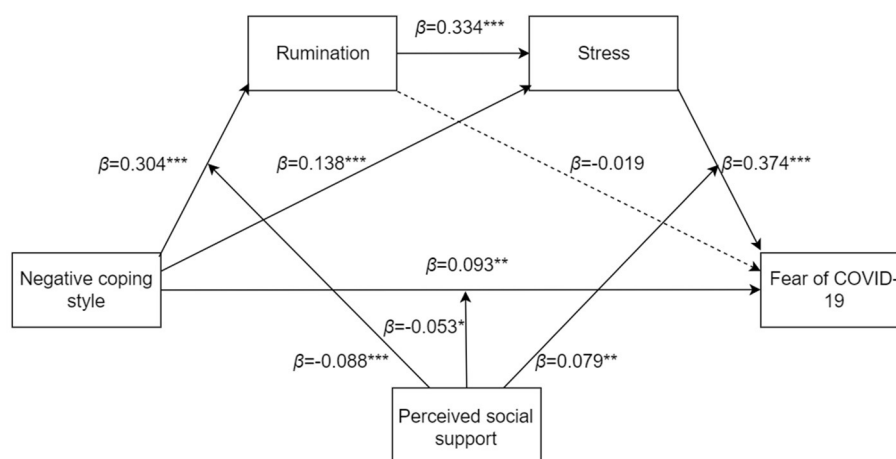 β=0.334***
Rumination
Stress
β=0.304***
β=0.138***
β=-0.019
β=0.374***
Negative coping
style
β=0.093**
Fear of COVID-
19
β=-0.053*
β=-0.088***
β=0.079**
Perceived social
support